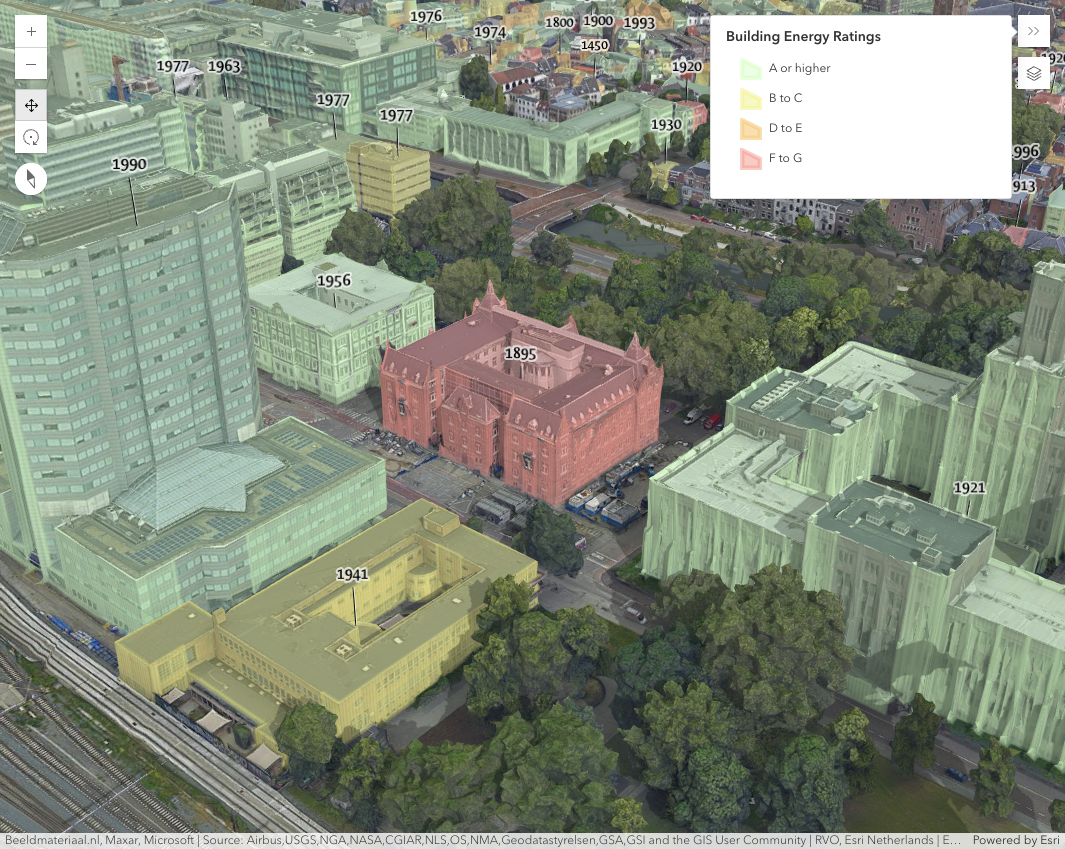 Building Energy Ratings
A or higher
B to C
D to E
F to G
1976
1800
1900
1993
1974
1450
1977
1963
1920
1977
1977
1930
1990
1956
1895
1921
1941
Beeldmateriaal.nl, Maxar, Microsoft | Source: Airbus,USGS,NGA,NASA,CGIAR,NLS,OS,NMA,Geodatastyrelsen,GSA,GSI and the GIS User Community | RVO, Esri Netherlands | E... Powered by Esri